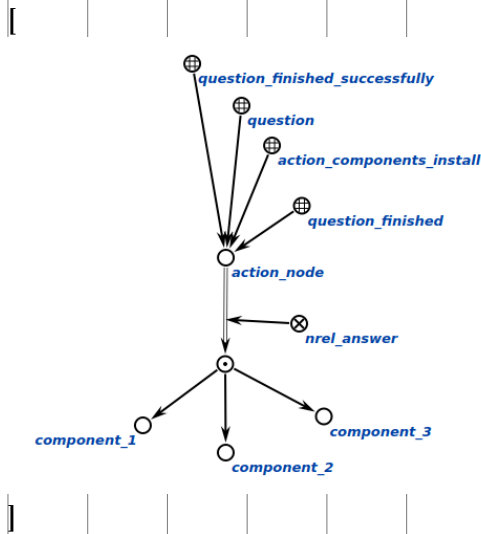 [
question_finished_successfully
question
action_components_install
question_finished
action_node
nrel_answer
component_3
component_1
component_2
]